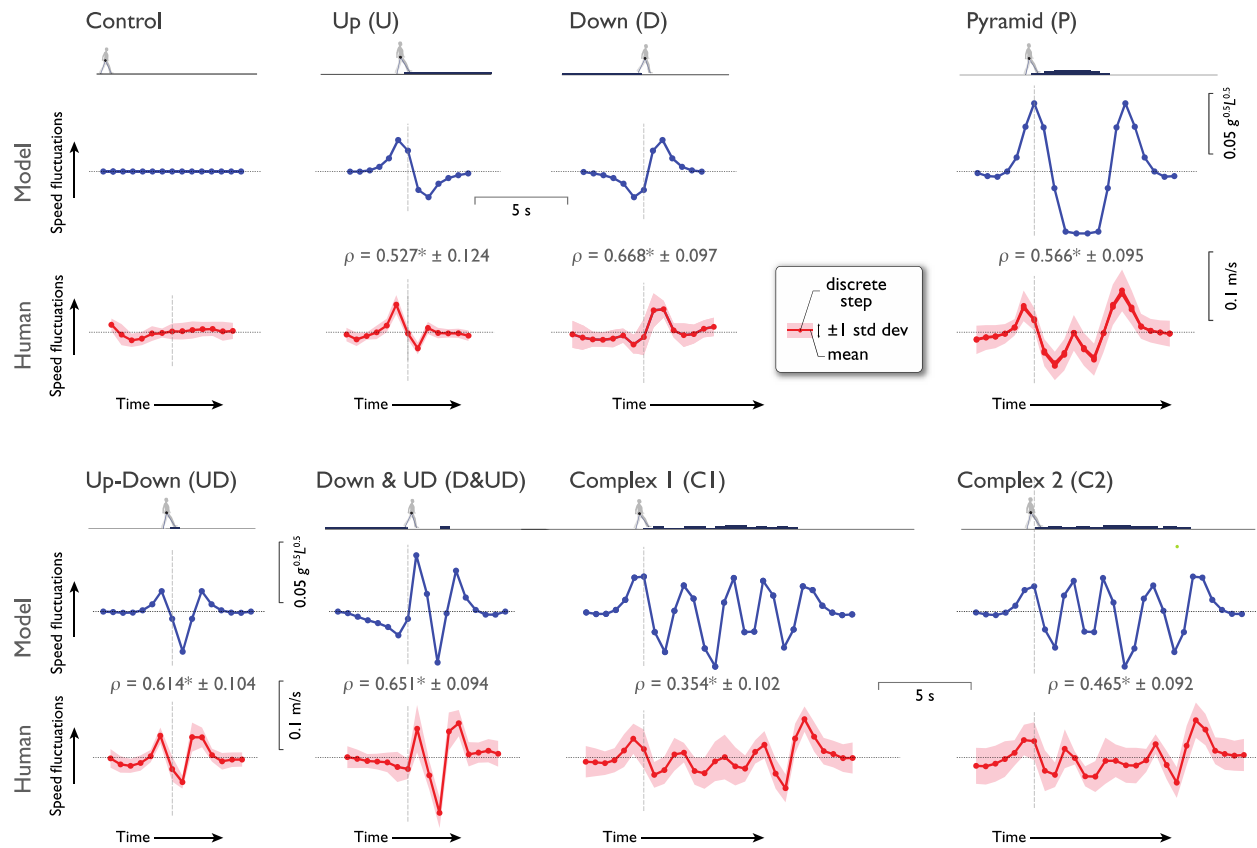 Control
Up (U)
Down (D)
Pyramid (P)
Model
Speed fluctuations
0.05 g^0.5L^0.5
5 s
ρ = 0.527* ± 0.124
ρ = 0.668* ± 0.097
ρ = 0.566* ± 0.095
Human
Speed fluctuations
discrete
step
±1 std dev
mean
0.1 m/s
Time
Time
Time
Time
Up-Down (UD)
Down & UD (D&UD)
Complex 1 (C1)
Complex 2 (C2)
Model
Speed fluctuations
0.05 g^0.5L^0.5
ρ = 0.614* ± 0.104
ρ = 0.651* ± 0.094
ρ = 0.354* ± 0.102
5 s
ρ = 0.465* ± 0.092
Human
Speed fluctuations
0.1 m/s
Time
Time
Time
Time